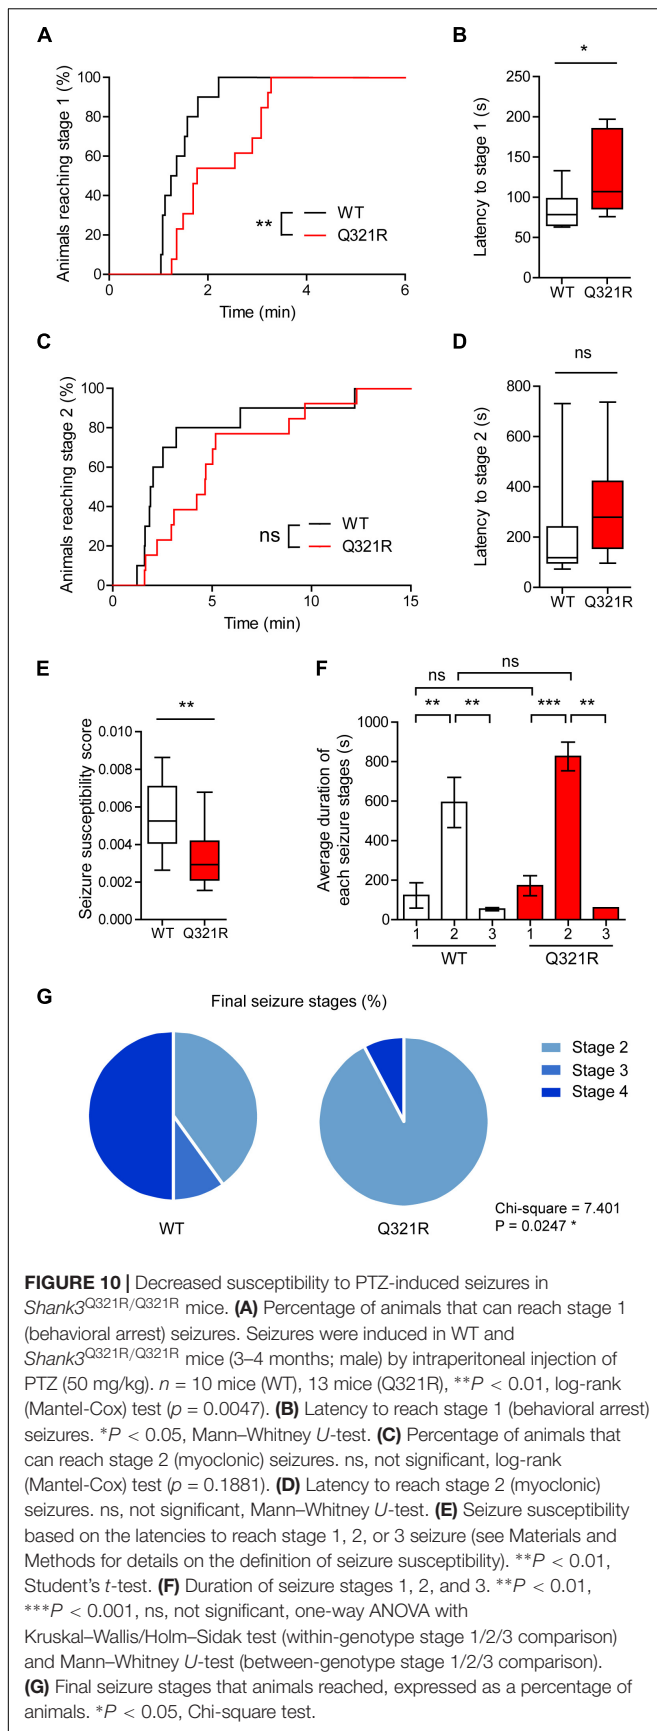 A
Animals reaching stage 1 (%)
100
80
60
40
20
0
0 2 4 6
Time (min)
** WT
Q321R
B
*
Latency to stage 1 (s)
250
200
150
100
50
0
WT Q321R
C
Animals reaching stage 2 (%)
100
80
60
40
20
0
0 5 10 15
Time (min)
ns WT
Q321R
D
ns
Latency to stage 2 (s)
800
600
400
200
0
WT Q321R
E
**
Seizure susceptibility score
0.010
0.008
0.006
0.004
0.002
0.000
WT Q321R
F
ns ns
** ** *** **
Average duration of
each seizure stages (s)
1000
800
600
400
200
0
1 2 3 1 2 3
WT Q321R
G
Final seizure stages (%)
Stage 2
Stage 3
Stage 4
WT Q321R
Chi-square = 7.401
P = 0.0247 *
FIGURE 10 | Decreased susceptibility to PTZ-induced seizures in
Shank3Q321R/Q321R mice. (A) Percentage of animals that can reach stage 1
(behavioral arrest) seizures. Seizures were induced in WT and
Shank3Q321R/Q321R mice (3–4 months; male) by intraperitoneal injection of
PTZ (50 mg/kg). n = 10 mice (WT), 13 mice (Q321R), **P < 0.01, log-rank
(Mantel-Cox) test (p = 0.0047). (B) Latency to reach stage 1 (behavioral arrest)
seizures. *P < 0.05, Mann–Whitney U-test. (C) Percentage of animals that
can reach stage 2 (myoclonic) seizures. ns, not significant, log-rank
(Mantel-Cox) test (p = 0.1881). (D) Latency to reach stage 2 (myoclonic)
seizures. ns, not significant, Mann–Whitney U-test. (E) Seizure susceptibility
based on the latencies to reach stage 1, 2, or 3 seizure (see Materials and
Methods for details on the definition of seizure susceptibility). **P < 0.01,
Student's t-test. (F) Duration of seizure stages 1, 2, and 3. **P < 0.01,
***P < 0.001, ns, not significant, one-way ANOVA with
Kruskal–Wallis/Holm–Sidak test (within-genotype stage 1/2/3 comparison)
and Mann–Whitney U-test (between-genotype stage 1/2/3 comparison).
(G) Final seizure stages that animals reached, expressed as a percentage of
animals. *P < 0.05, Chi-square test.